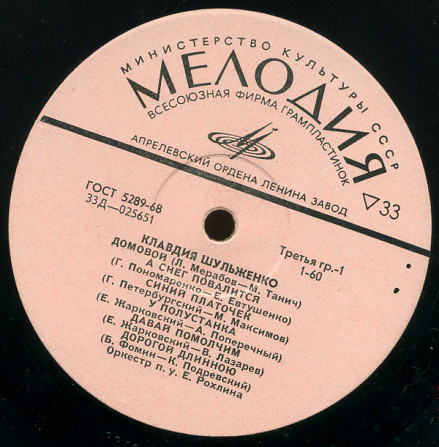 МИНИСТЕРСТВО КУЛЬТУРЫ СССР
МЕЛОДИЯ
ВСЕСОЮЗНАЯ ФИРМА ГРАМПЛАСТИНОК
АПРЕЛЕВСКИЙ ОРДЕНА ЛЕНИНА ЗАВОД
33
ГОСТ 5289-68
33Д—025651
Третья гр.-1
1-60
КЛАВДИЯ ШУЛЬЖЕНКО
ДОМОВОЙ (Л. Мерабов—М. Танич)
А СНЕГ ПОВАЛИТСЯ
(Г. Пономаренко—Е. Евтушенко)
СИНИЙ ПЛАТОЧЕК
(Г. Петербургский—М. Максимов)
У ПОЛУСТАНКА
(Е. Жарковский—А. Поперечный)
ДАВАЙ ПОМОЛЧИМ
(Е. Жарковский—В. Лазарев)
ДОРОГОЙ ДЛИННОЮ
(Б. Фомин—К. Подревский)
Оркестр п. у. Е. Рохлина